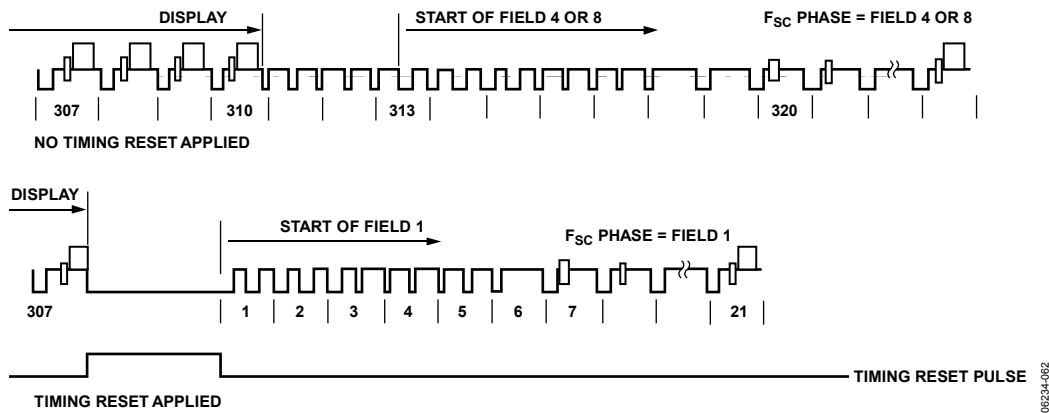 DISPLAY
START OF FIELD 4 OR 8
FSC PHASE = FIELD 4 OR 8
307
310
313
320
NO TIMING RESET APPLIED
DISPLAY
START OF FIELD 1
FSC PHASE = FIELD 1
307
1
2
3
4
5
6
7
21
TIMING RESET PULSE
TIMING RESET APPLIED
06234-062